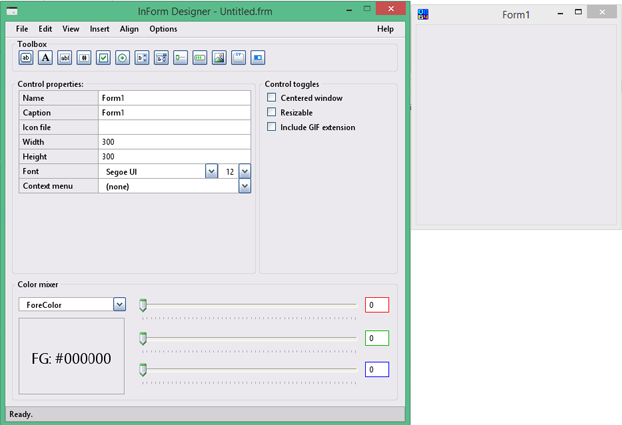 InForm Designer - Untitled.frm
File Edit View Insert Align Options Help
Toolbox
Control properties:
Name Form1
Caption Form1
Icon file
Width 300
Height 300
Font Segoe UI 12
Context menu (none)
Control toggles
Centered window
Resizable
Include GIF extension
Color mixer
ForeColor
0
FG: #000000
0
0
Ready.
Form1